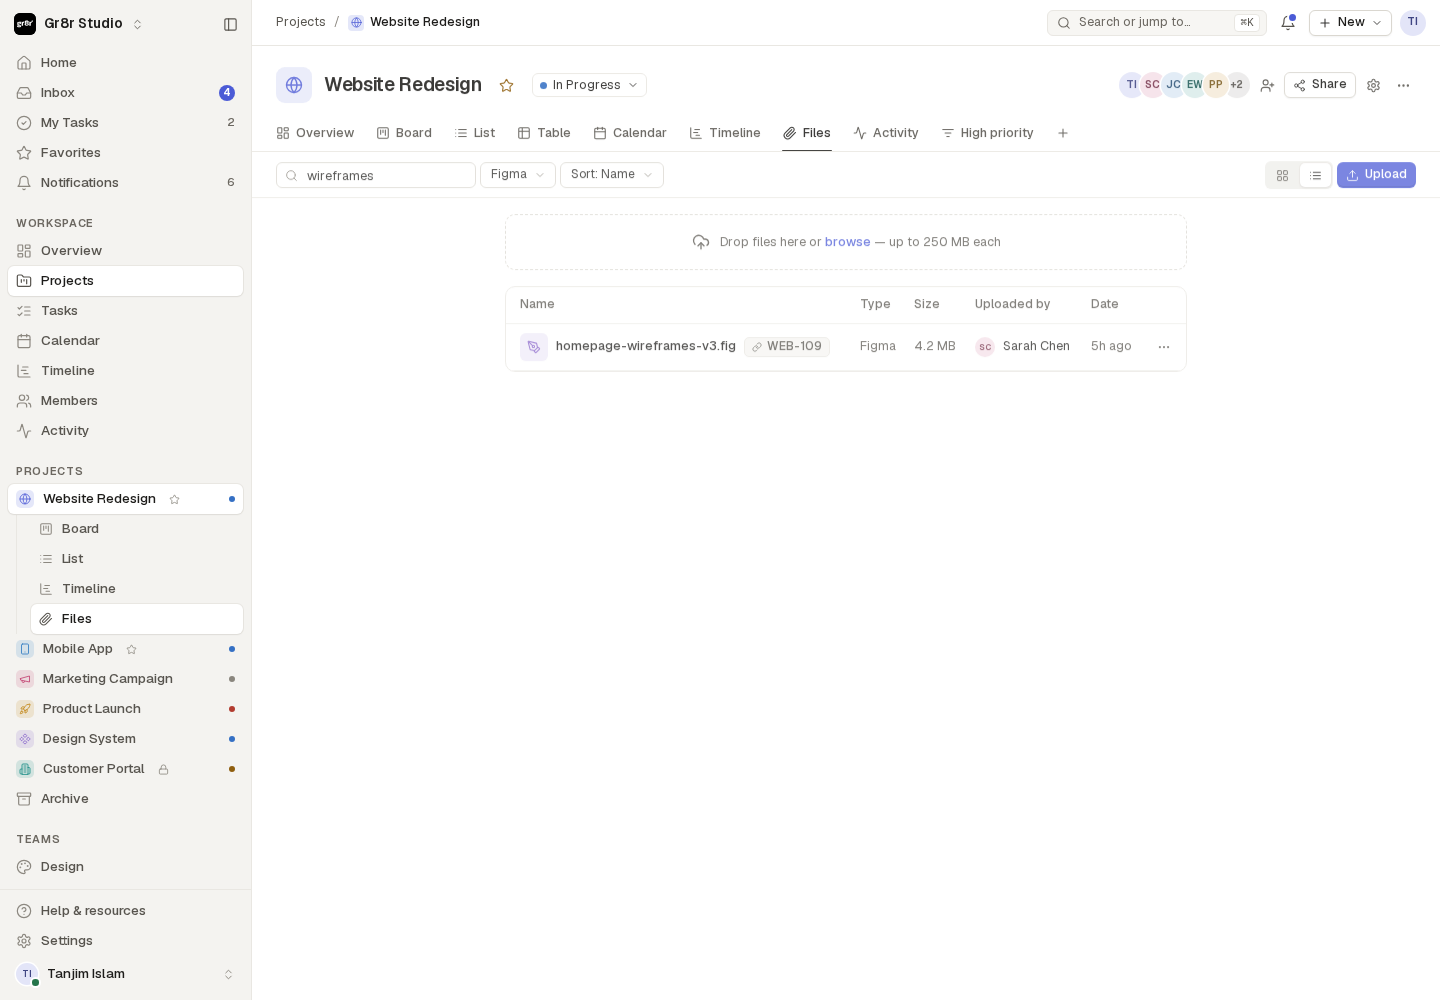 gr8r
Gr8r Studio
Home
Inbox
4
My Tasks
2
Favorites
Notifications
6
WORKSPACE
Overview
Projects
Tasks
Calendar
Timeline
Members
Activity
PROJECTS
Website Redesign
Board
List
Timeline
Files
Mobile App
Marketing Campaign
Product Launch
Design System
Customer Portal
Archive
TEAMS
Design
Help & resources
Settings
TI
Tanjim Islam
Projects / Website Redesign
Search or jump to...
⌘K
New
TI
Website Redesign
In Progress
TI SC JC EW PP +2
Share
Overview Board List Table Calendar Timeline Files Activity High priority
wireframes
Figma
Sort: Name
Upload
Drop files here or browse — up to 250 MB each
Name Type Size Uploaded by Date
homepage-wireframes-v3.fig WEB-109 Figma 4.2 MB SC Sarah Chen 5h ago